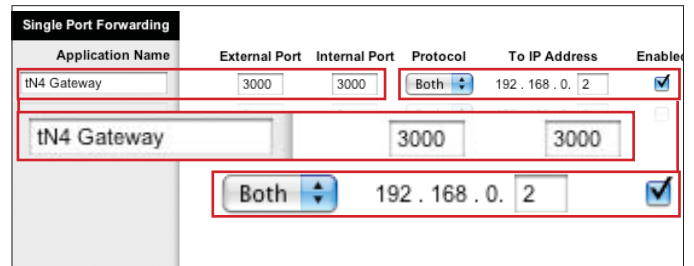 Single Port Forwarding
Application Name External Port Internal Port Protocol To IP Address Enabled
tN4 Gateway 3000 3000 Both 192 . 168 . 0. 2
tN4 Gateway 3000 3000
Both 192 . 168 . 0. 2